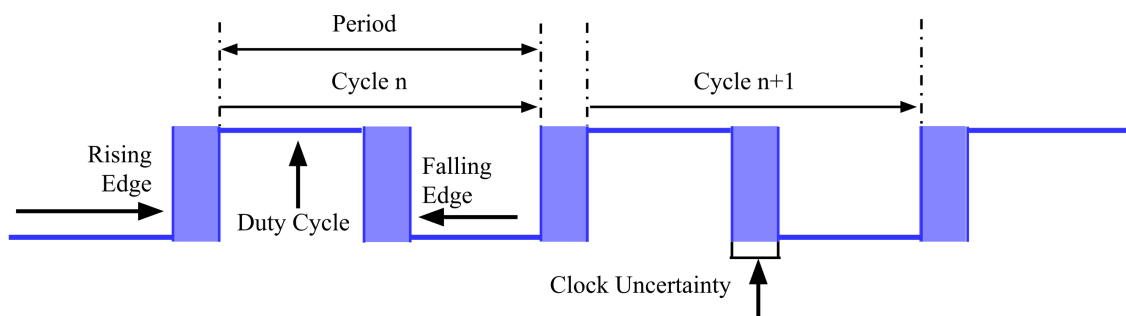 Period
Cycle n
Cycle n+1
Rising
Edge
Falling
Edge
Duty Cycle
Clock Uncertainty